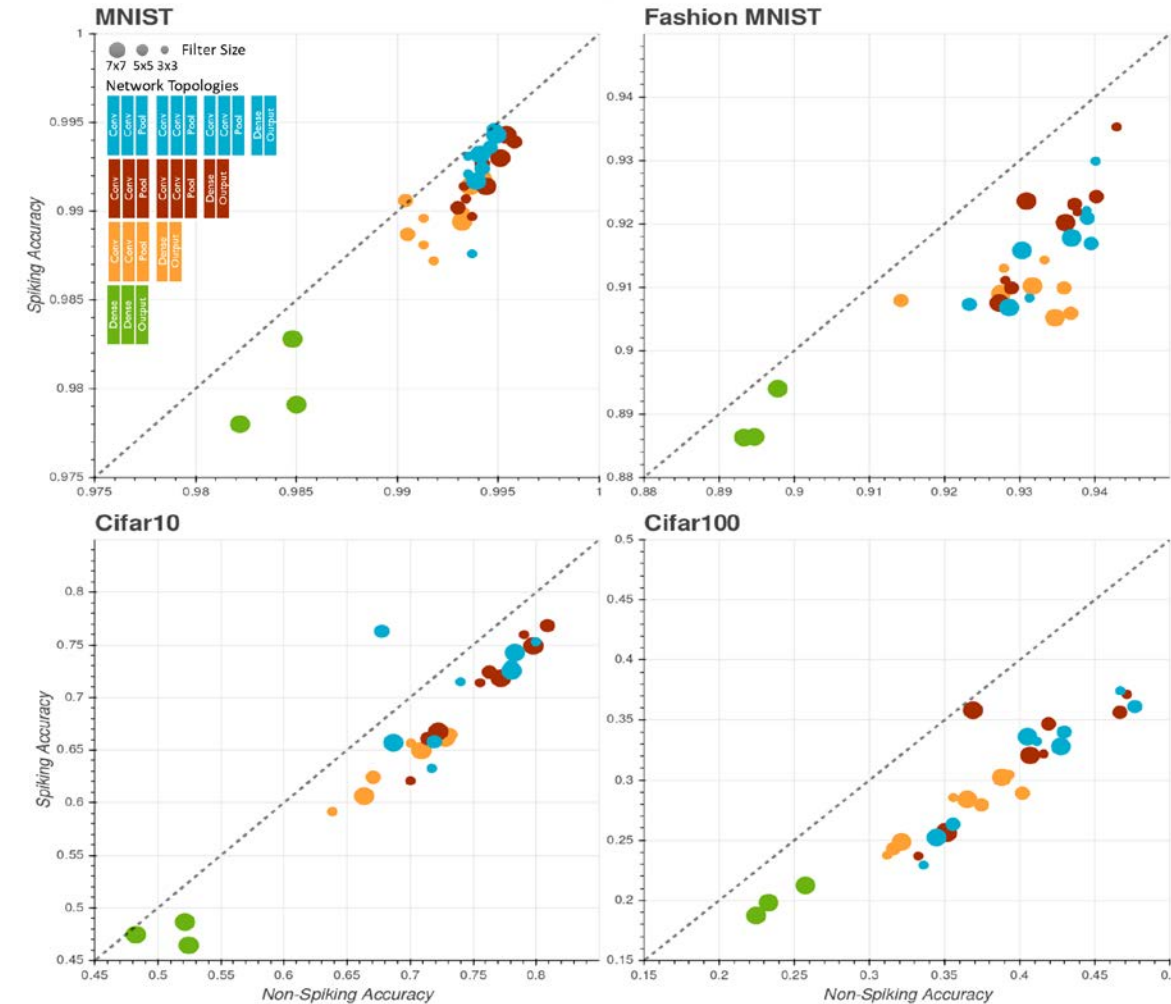 MNIST
1
0.995
0.99
0.985
0.98
0.975
Spiking Accuracy
7x7 5x5 3x3 Filter Size
Network Topologies
Conv Conv Pool Conv Conv Pool Conv Conv Pool Dense Output
Conv Conv Pool Conv Conv Pool Dense Output
Conv Conv Pool Dense Output
Dense Dense Output
0.975 0.98 0.985 0.99 0.995 1
Fashion MNIST
0.94
0.93
0.92
0.91
0.9
0.89
0.88
0.88 0.89 0.9 0.91 0.92 0.93 0.94
Cifar10
0.8
0.75
0.7
0.65
0.6
0.55
0.5
0.45
Spiking Accuracy
0.45 0.5 0.55 0.6 0.65 0.7 0.75 0.8
Non-Spiking Accuracy
Cifar100
0.5
0.45
0.4
0.35
0.3
0.25
0.2
0.15
0.15 0.2 0.25 0.3 0.35 0.4 0.45 0.5
Non-Spiking Accuracy